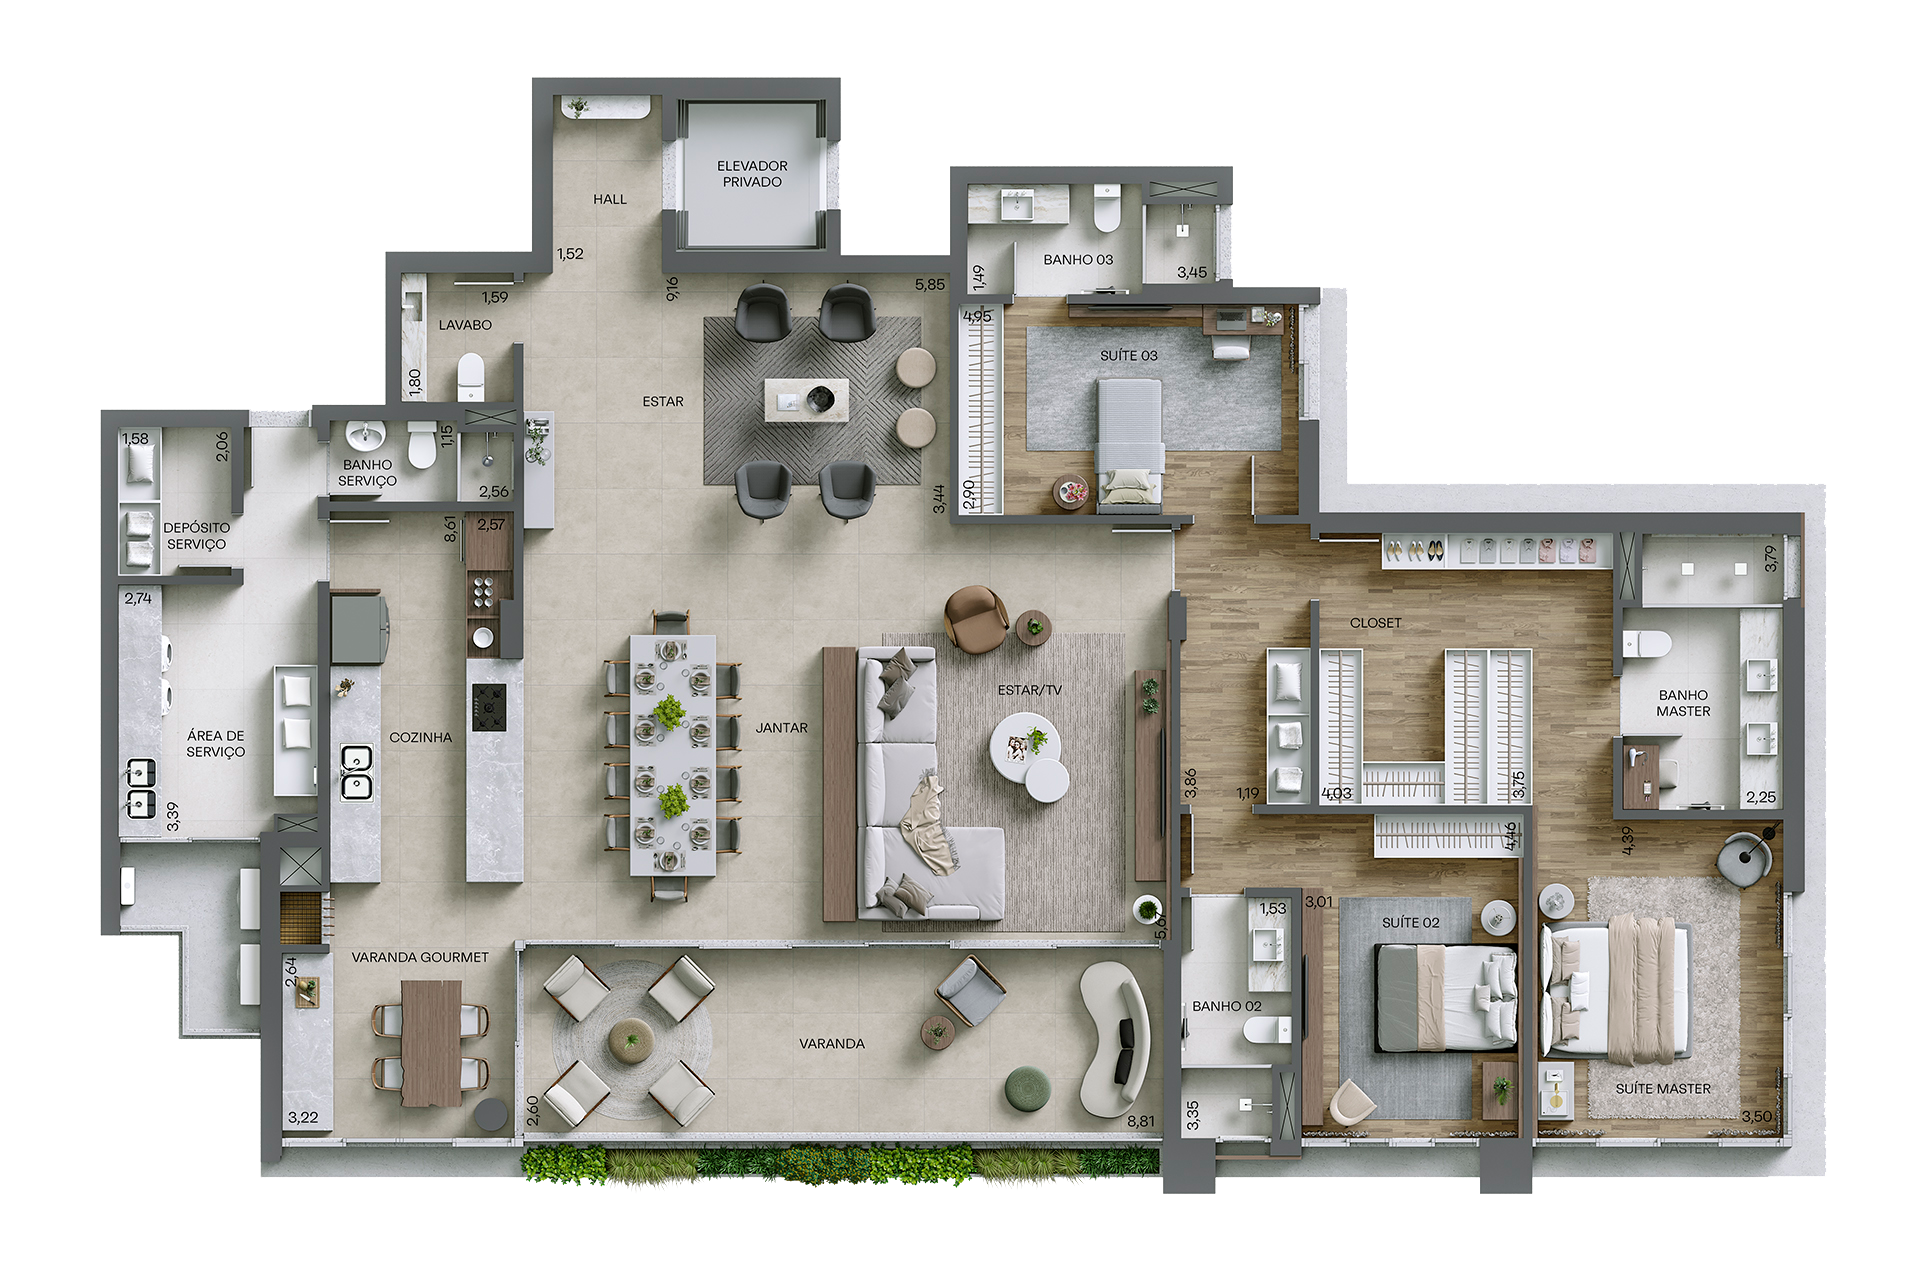 ELEVADOR
PRIVADO
HALL
1,52
9,16
5,85
1,59
LAVABO
1,80
BANHO 03
1,49
3,45
4,95
SUÍTE 03
2,90
ESTAR
3,44
1,58
2,06
DEPÓSITO
SERVIÇO
BANHO
SERVIÇO
1,15
2,56
8,61
2,57
2,74
ÁREA DE
SERVIÇO
3,39
COZINHA
JANTAR
ESTAR/TV
5,6
CLOSET
3,79
BANHO
MASTER
2,25
3,86
1,19
4,03
3,75
4,46
4,39
VARANDA GOURMET
2,64
3,22
VARANDA
2,60
8,81
1,53
BANHO 02
3,35
3,01
SUÍTE 02
SUÍTE MASTER
3,50